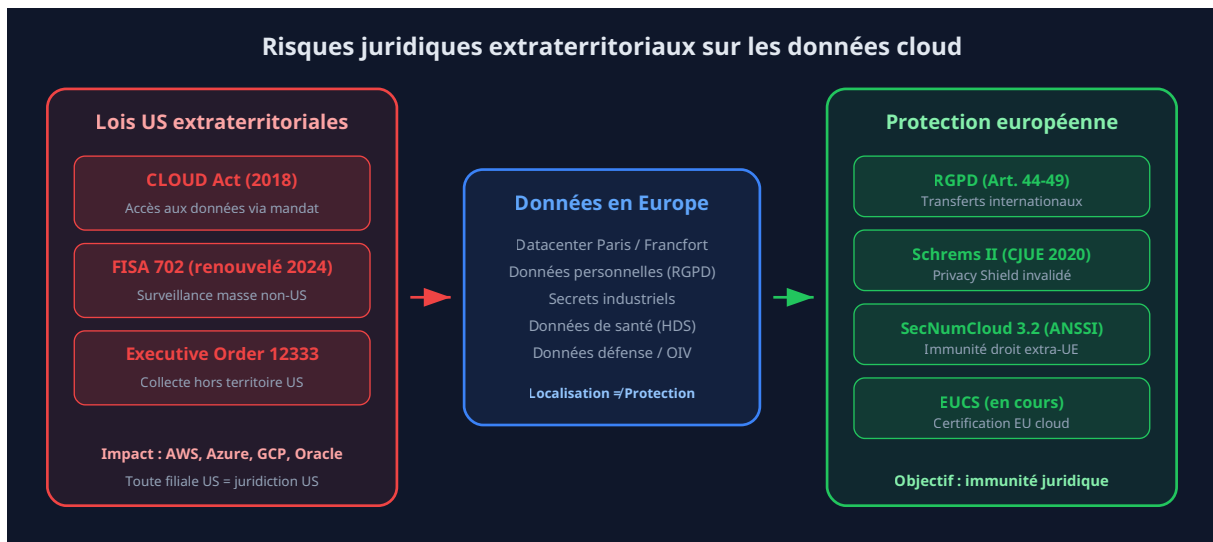 Risques juridiques extraterritoriaux sur les données cloud
Lois US extraterritoriales
CLOUD Act (2018)
Accès aux données via mandat
FISA 702 (renouvelé 2024)
Surveillance masse non-US
Executive Order 12333
Collecte hors territoire US
Impact : AWS, Azure, GCP, Oracle
Toute filiale US = juridiction US
Données en Europe
Datacenter Paris / Francfort
Données personnelles (RGPD)
Secrets industriels
Données de santé (HDS)
Données défense / OIV
Localisation ≠ Protection
Protection européenne
RGPD (Art. 44-49)
Transferts internationaux
Schrems II (CJUE 2020)
Privacy Shield invalidé
SecNumCloud 3.2 (ANSSI)
Immunité droit extra-UE
EUCS (en cours)
Certification EU cloud
Objectif : immunité juridique